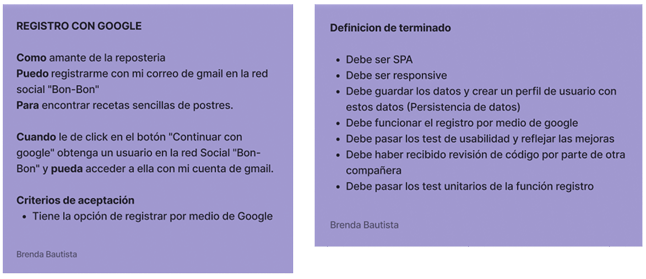 REGISTRO CON GOOGLE
Como amante de la reposteria
Puedo registrarme con mi correo de gmail en la red
social "Bon-Bon"
Para encontrar recetas sencillas de postres.
Cuando le de click en el botón "Continuar con
google" obtenga un usuario en la red Social "Bon-
Bon" y pueda acceder a ella con mi cuenta de gmail.
Criterios de aceptación
• Tiene la opción de registrar por medio de Google
Brenda Bautista
Definicion de terminado
• Debe ser SPA
• Debe ser responsive
• Debe guardar los datos y crear un perfil de usuario con
estos datos (Persistencia de datos)
• Debe funcionar el registro por medio de google
• Debe pasar los test de usabilidad y reflejar las mejoras
• Debe haber recibido revisión de código por parte de otra
compañera
• Debe pasar los test unitarios de la función registro
Brenda Bautista